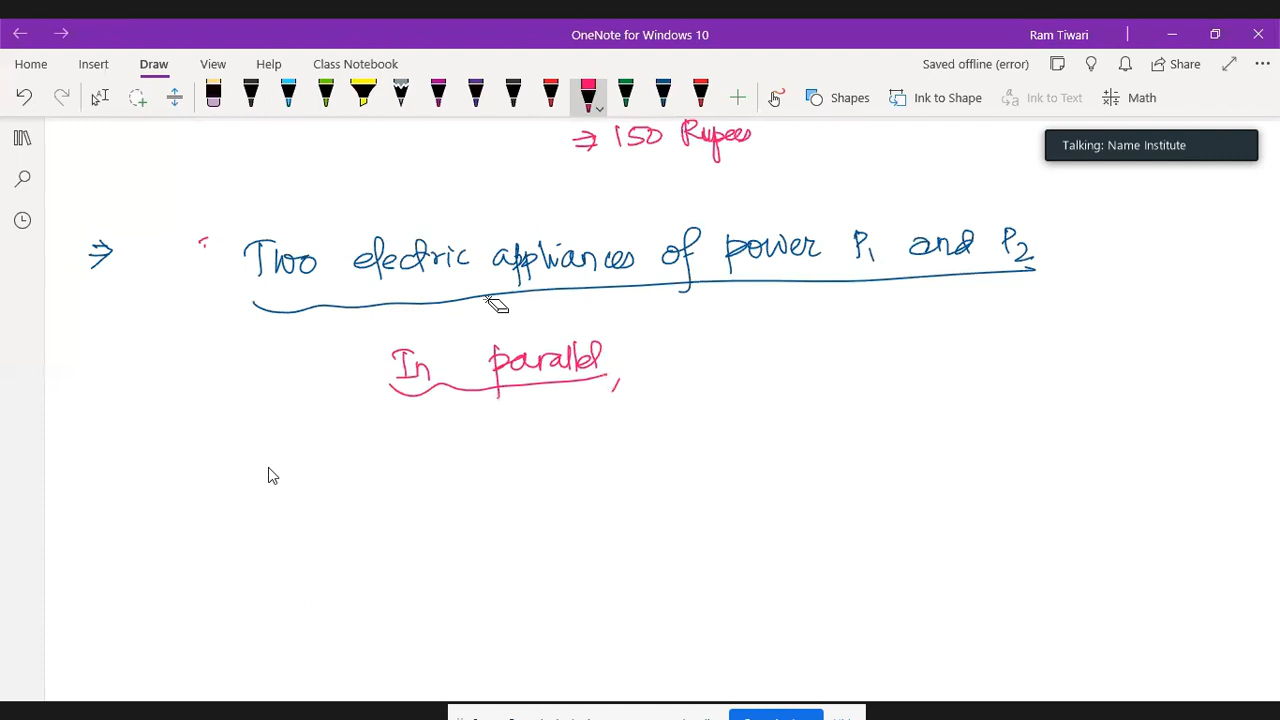 OneNote for Windows 10
Ram Tiwari
Home Insert Draw View Help Class Notebook
Saved offline (error) Share
Shapes Ink to Shape Ink to Text Math
⇒ 150 Rupees
Talking: Name Institute
⇒ Two electric appliances of power P₁ and P₂
In parallel,